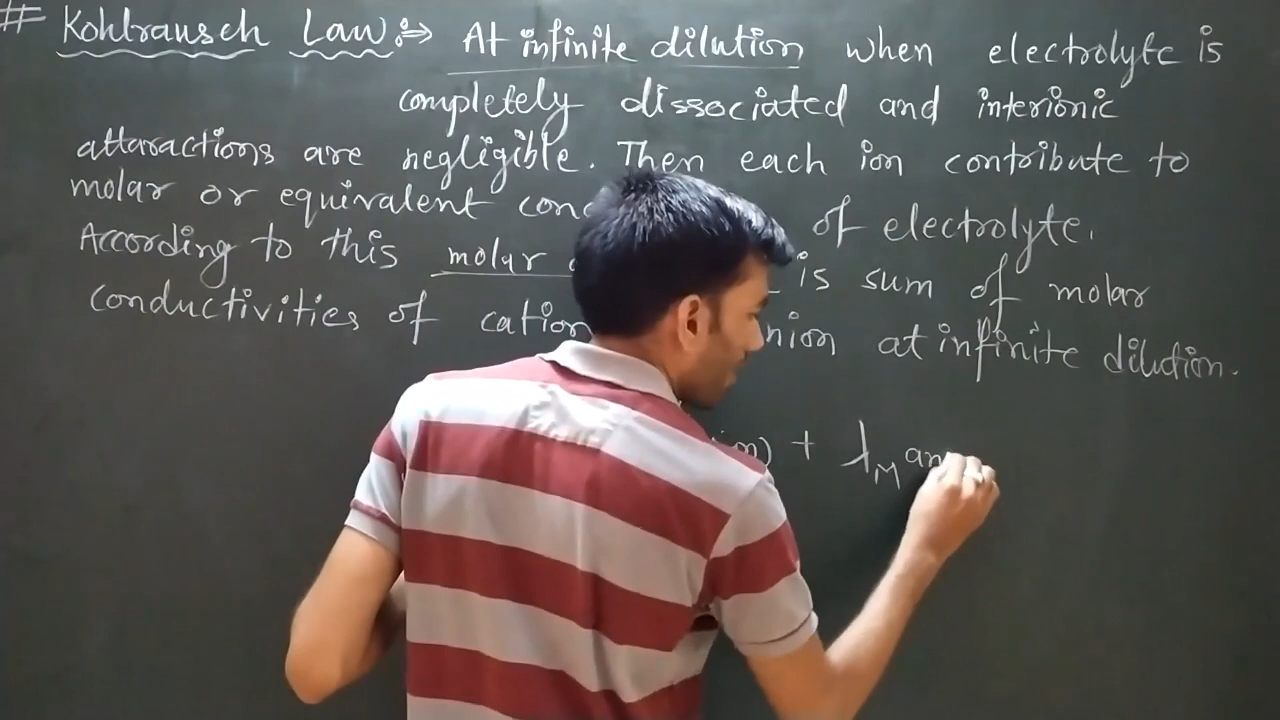 # Kohlrausch Law :⇒ At infinite dilution when electrolyte is
completely dissociated and interionic
attaractions are negligible. Then each ion contribute to
molar or equivalent of electrolyte.
According to this molar is sum of molar
conductivities of cation at infinite dilution.
+ λM